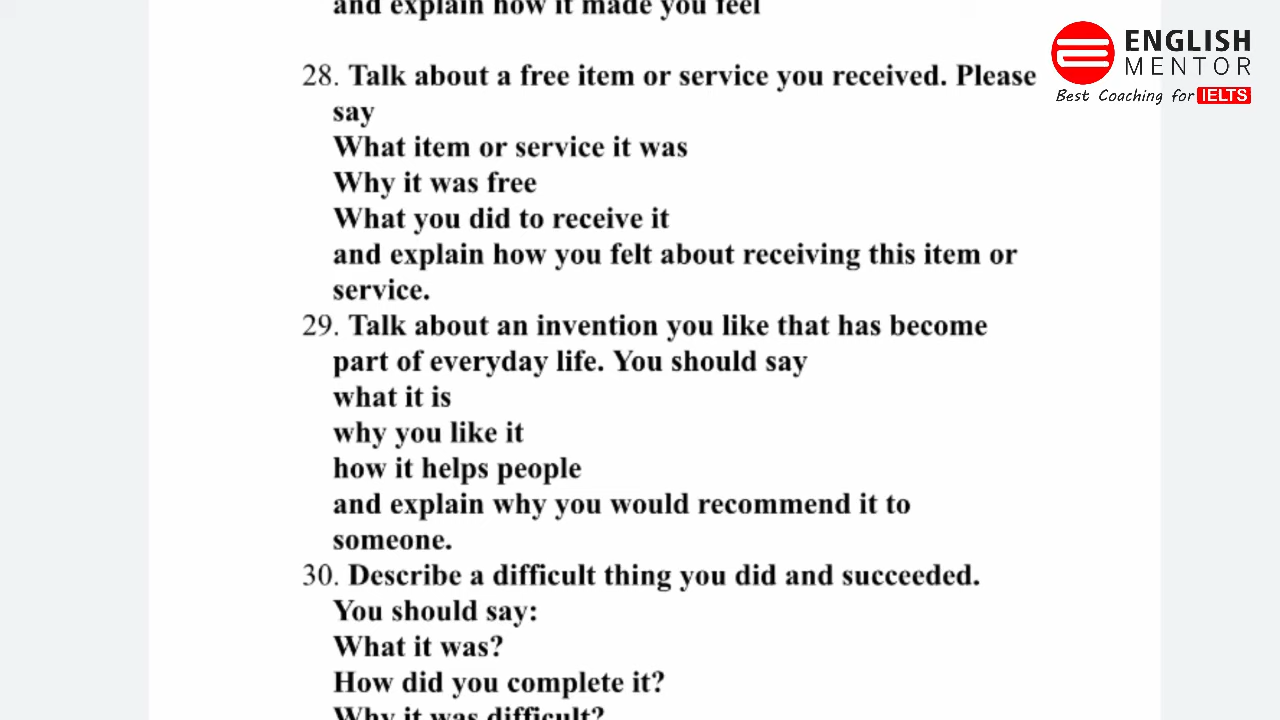 and explain how it made you feel
28. Talk about a free item or service you received. Please
say
What item or service it was
Why it was free
What you did to receive it
and explain how you felt about receiving this item or
service.
29. Talk about an invention you like that has become
part of everyday life. You should say
what it is
why you like it
how it helps people
and explain why you would recommend it to
someone.
30. Describe a difficult thing you did and succeeded.
You should say:
What it was?
How did you complete it?
Why it was difficult?
ENGLISH
MENTOR
Best Coaching for IELTS